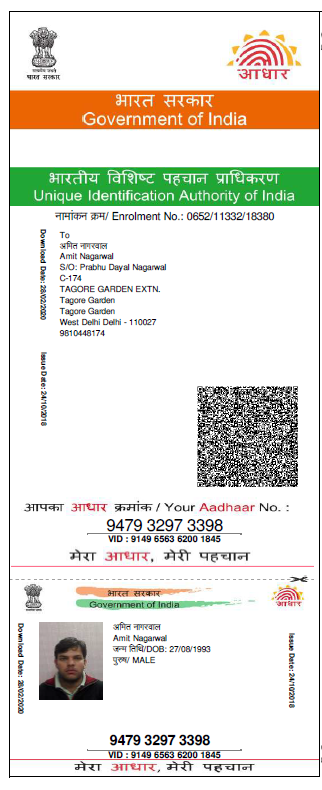 भारत सरकार
आधार
भारत सरकार
Government of India
भारतीय विशिष्ट पहचान प्राधिकरण
Unique Identification Authority of India
नामांकन क्रम/ Enrolment No.: 0652/11332/18380
Download Date: 28/02/2020
To
अमित नागरवाल
Amit Nagarwal
S/O: Prabhu Dayal Nagarwal
C-174
TAGORE GARDEN EXTN.
Tagore Garden
Tagore Garden
West Delhi Delhi - 110027
9810448174
Issue Date: 24/10/2018
आपका आधार क्रमांक / Your Aadhaar No. :
9479 3297 3398
VID : 9149 6563 6200 1845
मेरा आधार, मेरी पहचान
भारत सरकार
Government of India
आधार
Download Date: 28/02/2020
अमित नागरवाल
Amit Nagarwal
जन्म तिथि/DOB: 27/08/1993
पुरुष/ MALE
Issue Date: 24/10/2018
9479 3297 3398
VID : 9149 6563 6200 1845
मेरा आधार, मेरी पहचान